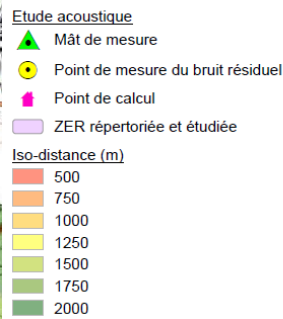 Etude acoustique
Mât de mesure
Point de mesure du bruit résiduel
Point de calcul
ZER répertoriée et étudiée
Iso-distance (m)
500
750
1000
1250
1500
1750
2000